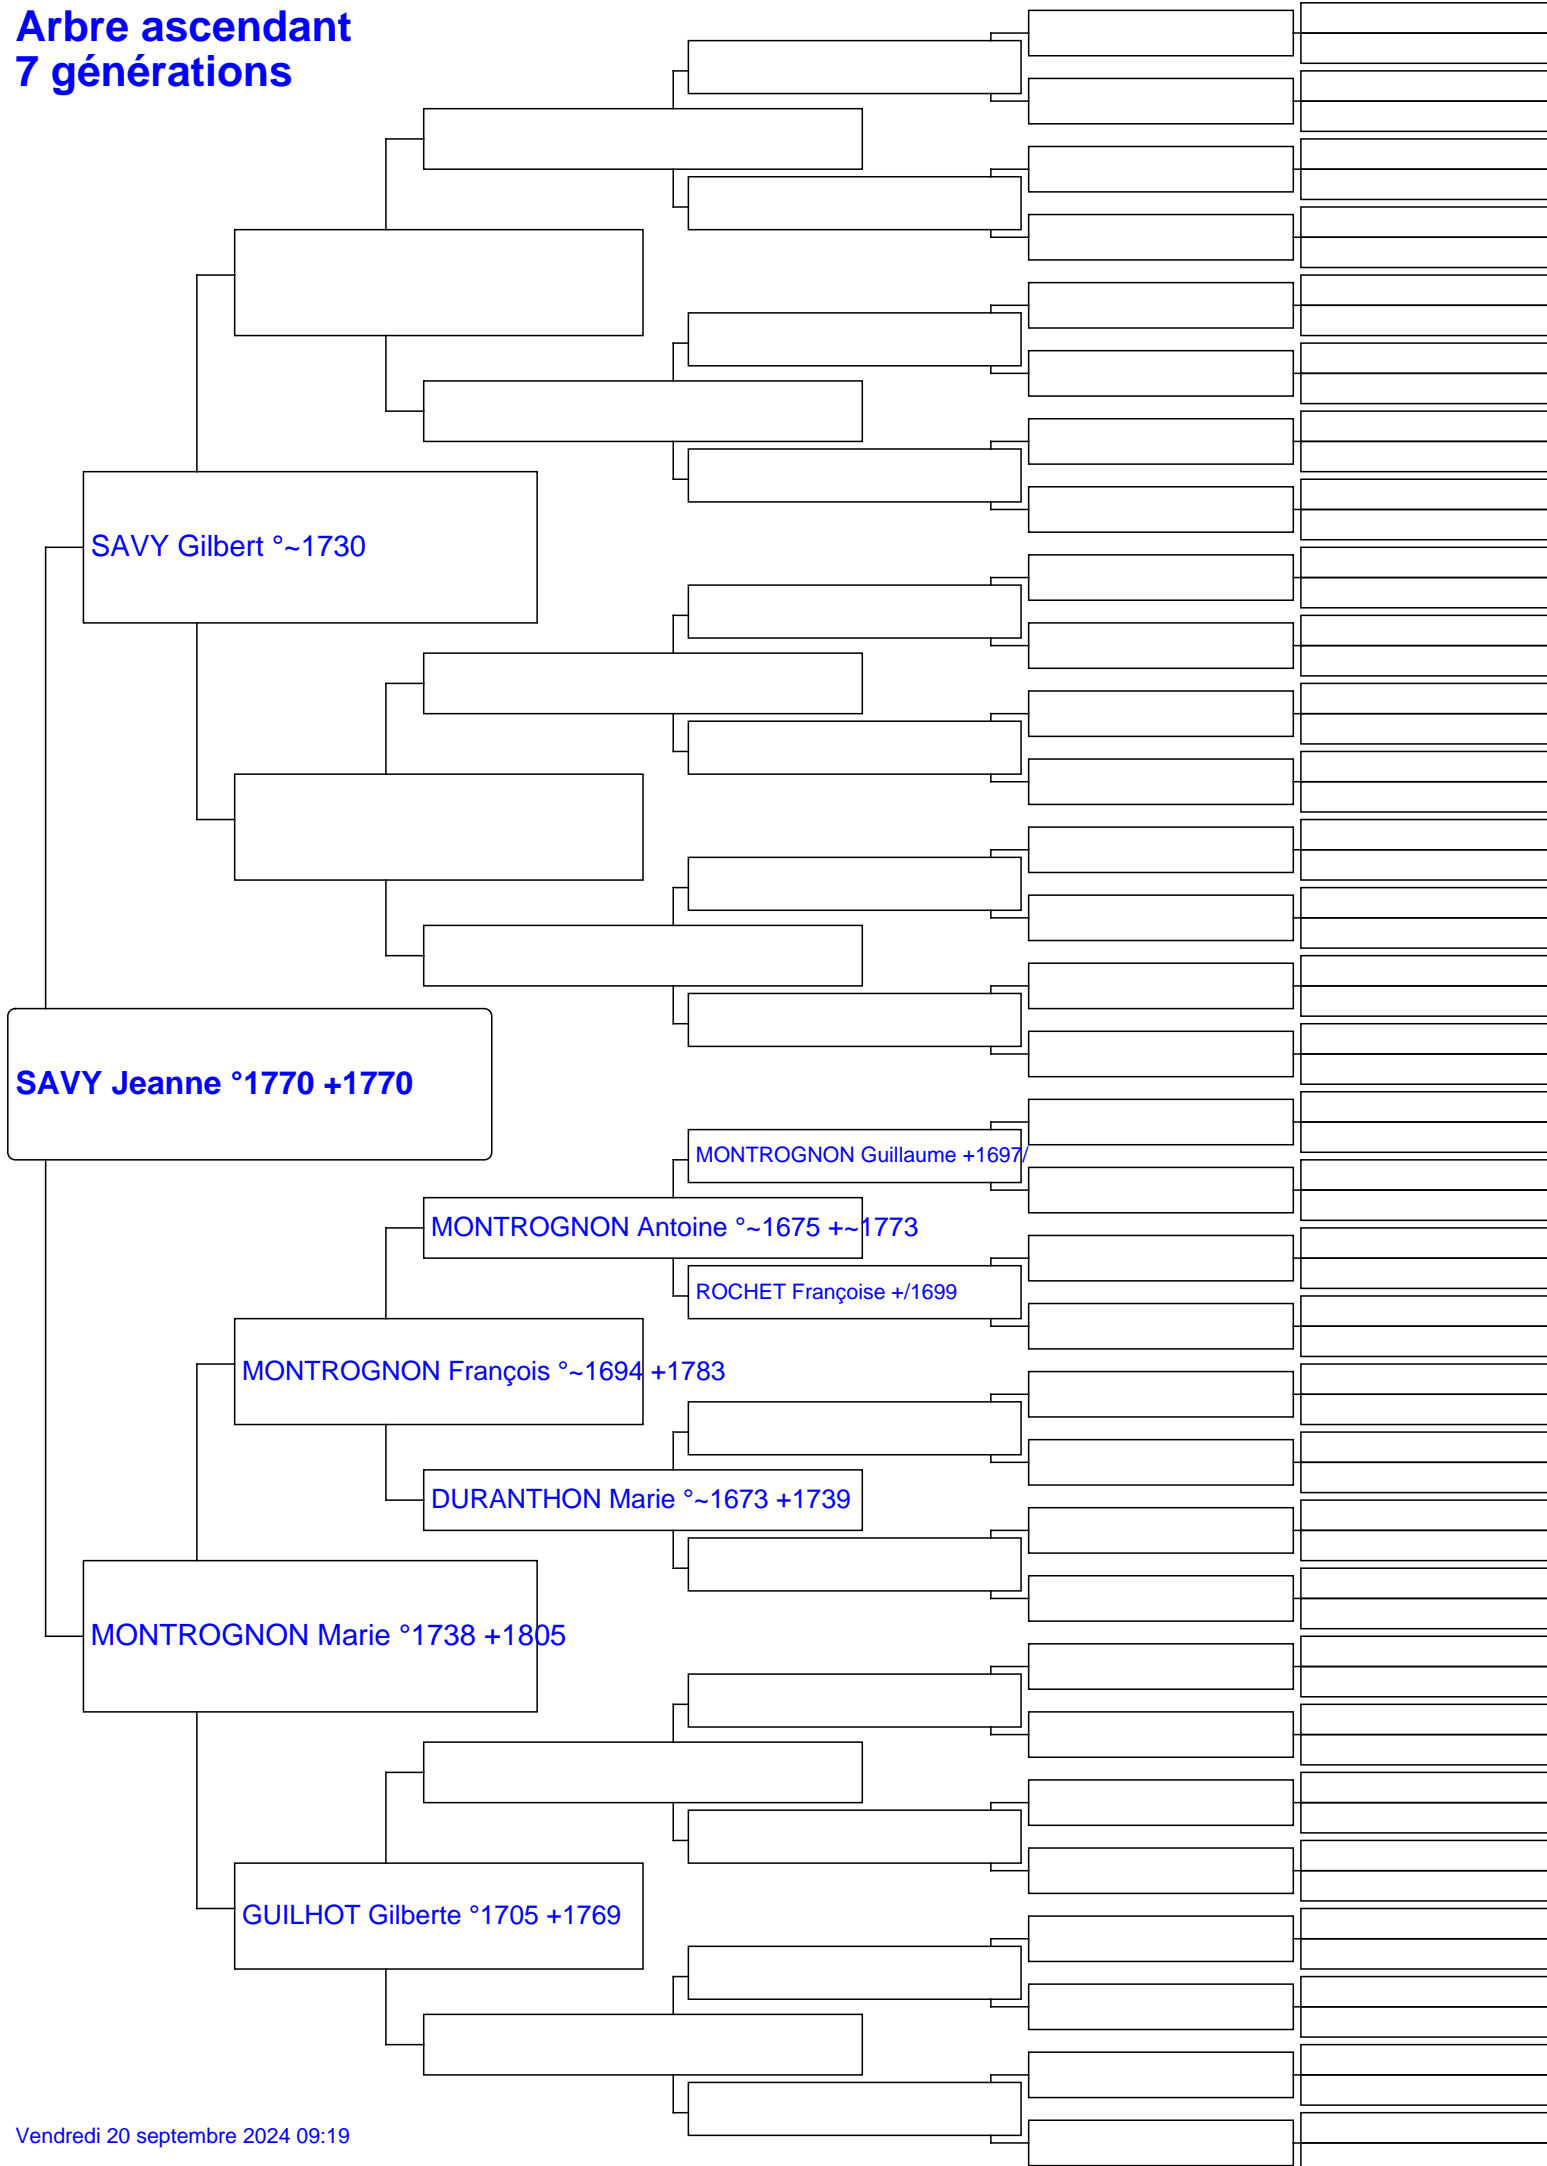 Arbre ascendant
7 générations
SAVY Gilbert °~1730
SAVY Jeanne °1770 +1770
MONTROGNON Guillaume +1697/
MONTROGNON Antoine °~1675 +~1773
ROCHET Françoise +/1699
MONTROGNON François °~1694 +1783
DURANTHON Marie °~1673 +1739
MONTROGNON Marie °1738 +1805
GUILHOT Gilberte °1705 +1769
Vendredi 20 septembre 2024 09:19